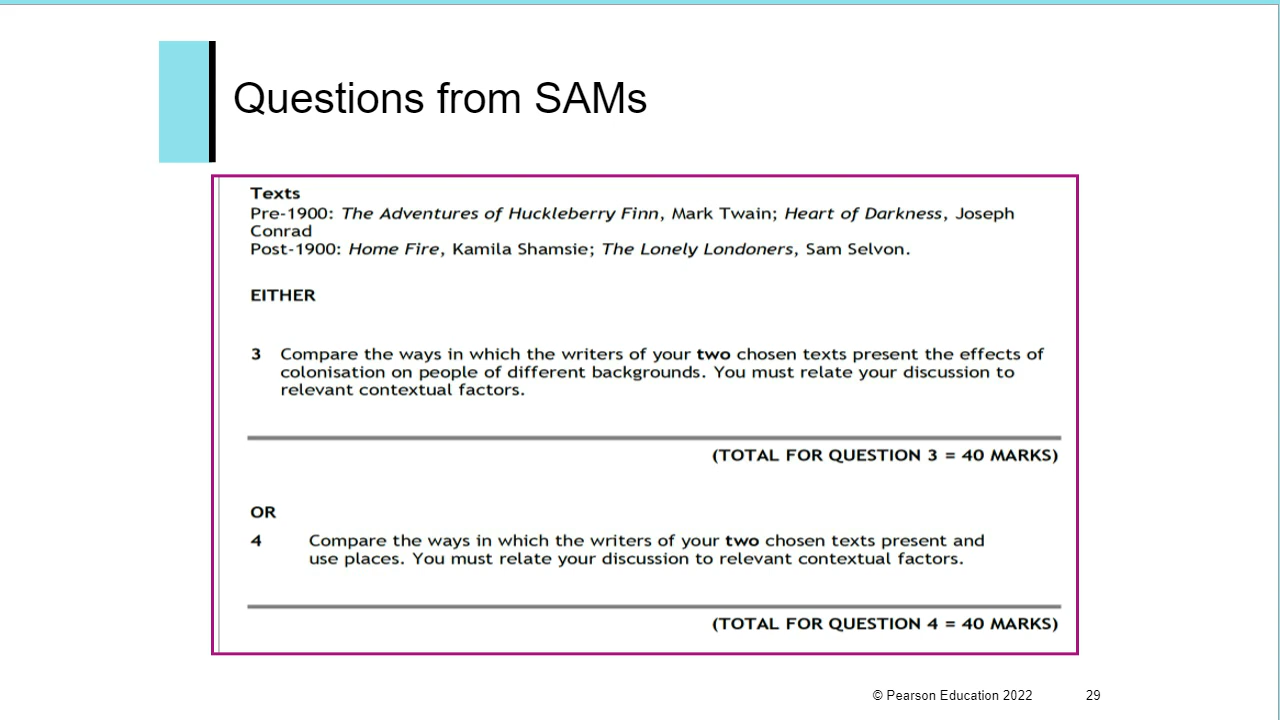 Questions from SAMs
Texts
Pre-1900: The Adventures of Huckleberry Finn, Mark Twain; Heart of Darkness, Joseph
Conrad
Post-1900: Home Fire, Kamila Shamsie; The Lonely Londoners, Sam Selvon.
EITHER
3 Compare the ways in which the writers of your two chosen texts present the effects of
colonisation on people of different backgrounds. You must relate your discussion to
relevant contextual factors.
(TOTAL FOR QUESTION 3 = 40 MARKS)
OR
4 Compare the ways in which the writers of your two chosen texts present and
use places. You must relate your discussion to relevant contextual factors.
(TOTAL FOR QUESTION 4 = 40 MARKS)
© Pearson Education 2022 29